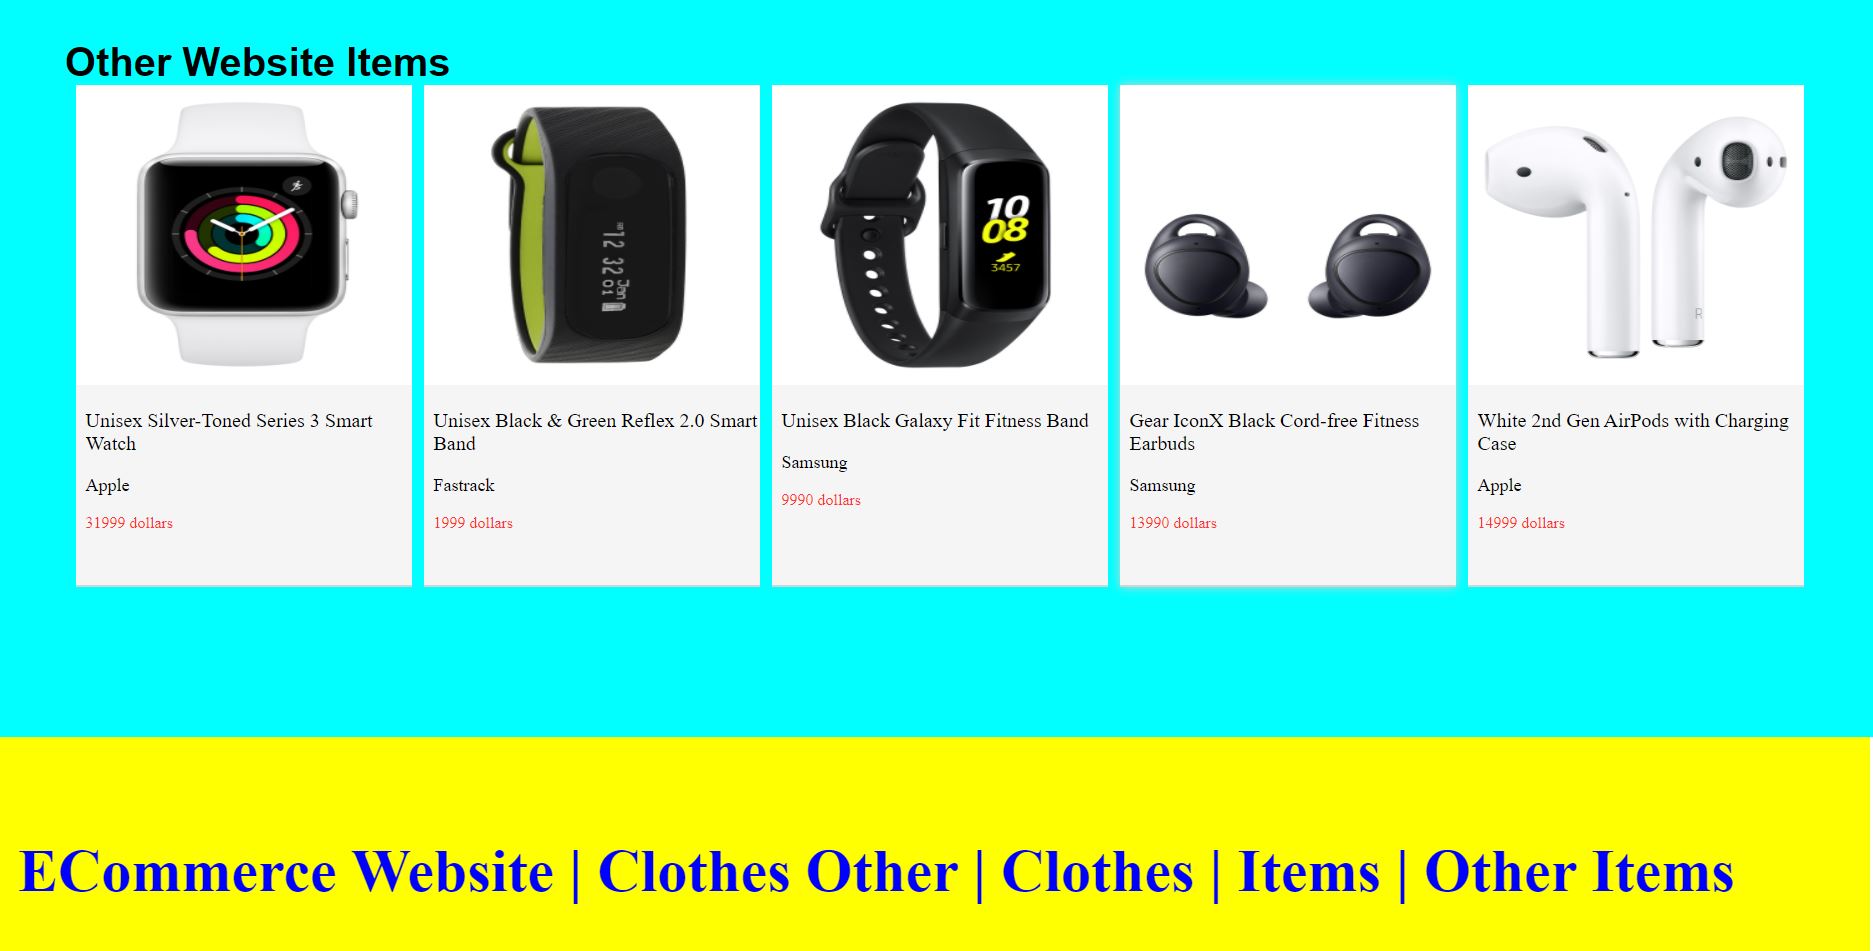 Other Website Items
10
08
3457
12 32
01
Jan
R
Unisex Silver-Toned Series 3 Smart
Watch
Apple
31999 dollars
Unisex Black & Green Reflex 2.0 Smart
Band
Fastrack
1999 dollars
Unisex Black Galaxy Fit Fitness Band
Samsung
9990 dollars
Gear IconX Black Cord-free Fitness
Earbuds
Samsung
13990 dollars
White 2nd Gen AirPods with Charging
Case
Apple
14999 dollars
ECommerce Website | Clothes Other | Clothes | Items | Other Items